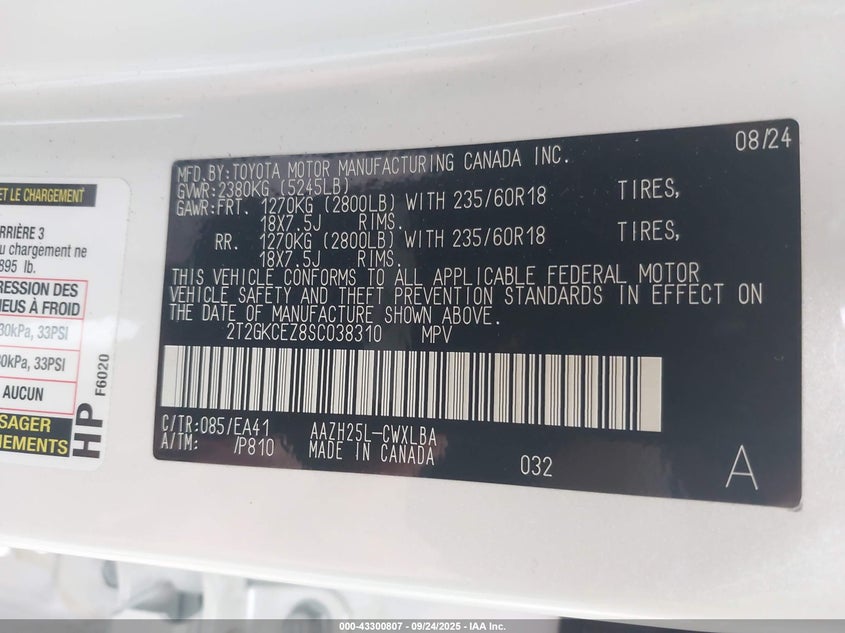 ET LE CHARGEMENT
RRIÈRE 3
u chargement ne
895 lb.
RESSION DES
NEUS À FROID
30kPa, 33PSI
30kPa, 33PSI
AUCUN
SAGER
NEMENTS
HP
F6020
08/24
MFD.BY:TOYOTA MOTOR MANUFACTURING CANADA INC.
GVWR:2380KG (5245LB)
GAWR:FRT. 1270KG (2800LB) WITH 235/60R18 TIRES,
18X7.5J RIMS.
RR. 1270KG (2800LB) WITH 235/60R18 TIRES,
18X7.5J RIMS.
THIS VEHICLE CONFORMS TO ALL APPLICABLE FEDERAL MOTOR
VEHICLE SAFETY AND THEFT PREVENTION STANDARDS IN EFFECT ON
THE DATE OF MANUFACTURE SHOWN ABOVE.
2T2GKCEZ8SC038310 MPV
C/TR:085/EA41 AAZH25L-CWXLBA
A/TM: /P810 MADE IN CANADA
032
A
000-43300807 - 09/24/2025 - IAA Inc.